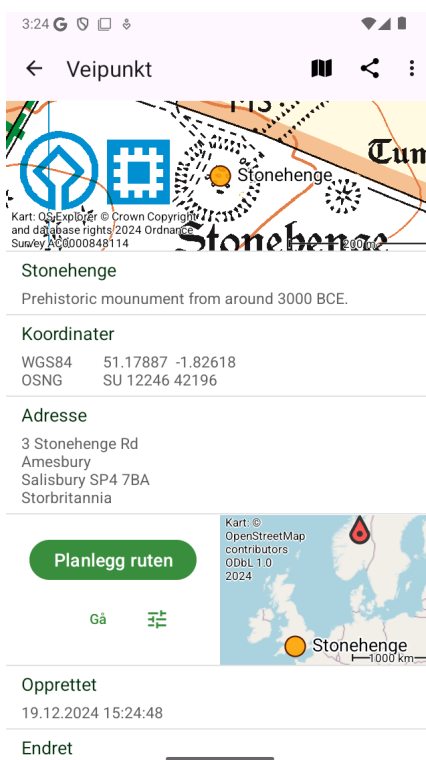 3:24
Veipunkt
Tum
Stonehenge
Kart: OS Explorer © Crown Copyright
and database rights 2024 Ordnance
Survey AC0000848114
Stonehenge
200 m
Stonehenge
Prehistoric mounument from around 3000 BCE.
Koordinater
WGS84 51.17887 -1.82618
OSNG SU 12246 42196
Adresse
3 Stonehenge Rd
Amesbury
Salisbury SP4 7BA
Storbritannia
Planlegg ruten
Gå
Kart: ©
OpenStreetMap
contributors
ODbL 1.0
2024
Stonehenge
1000 km
Opprettet
19.12.2024 15:24:48
Endret